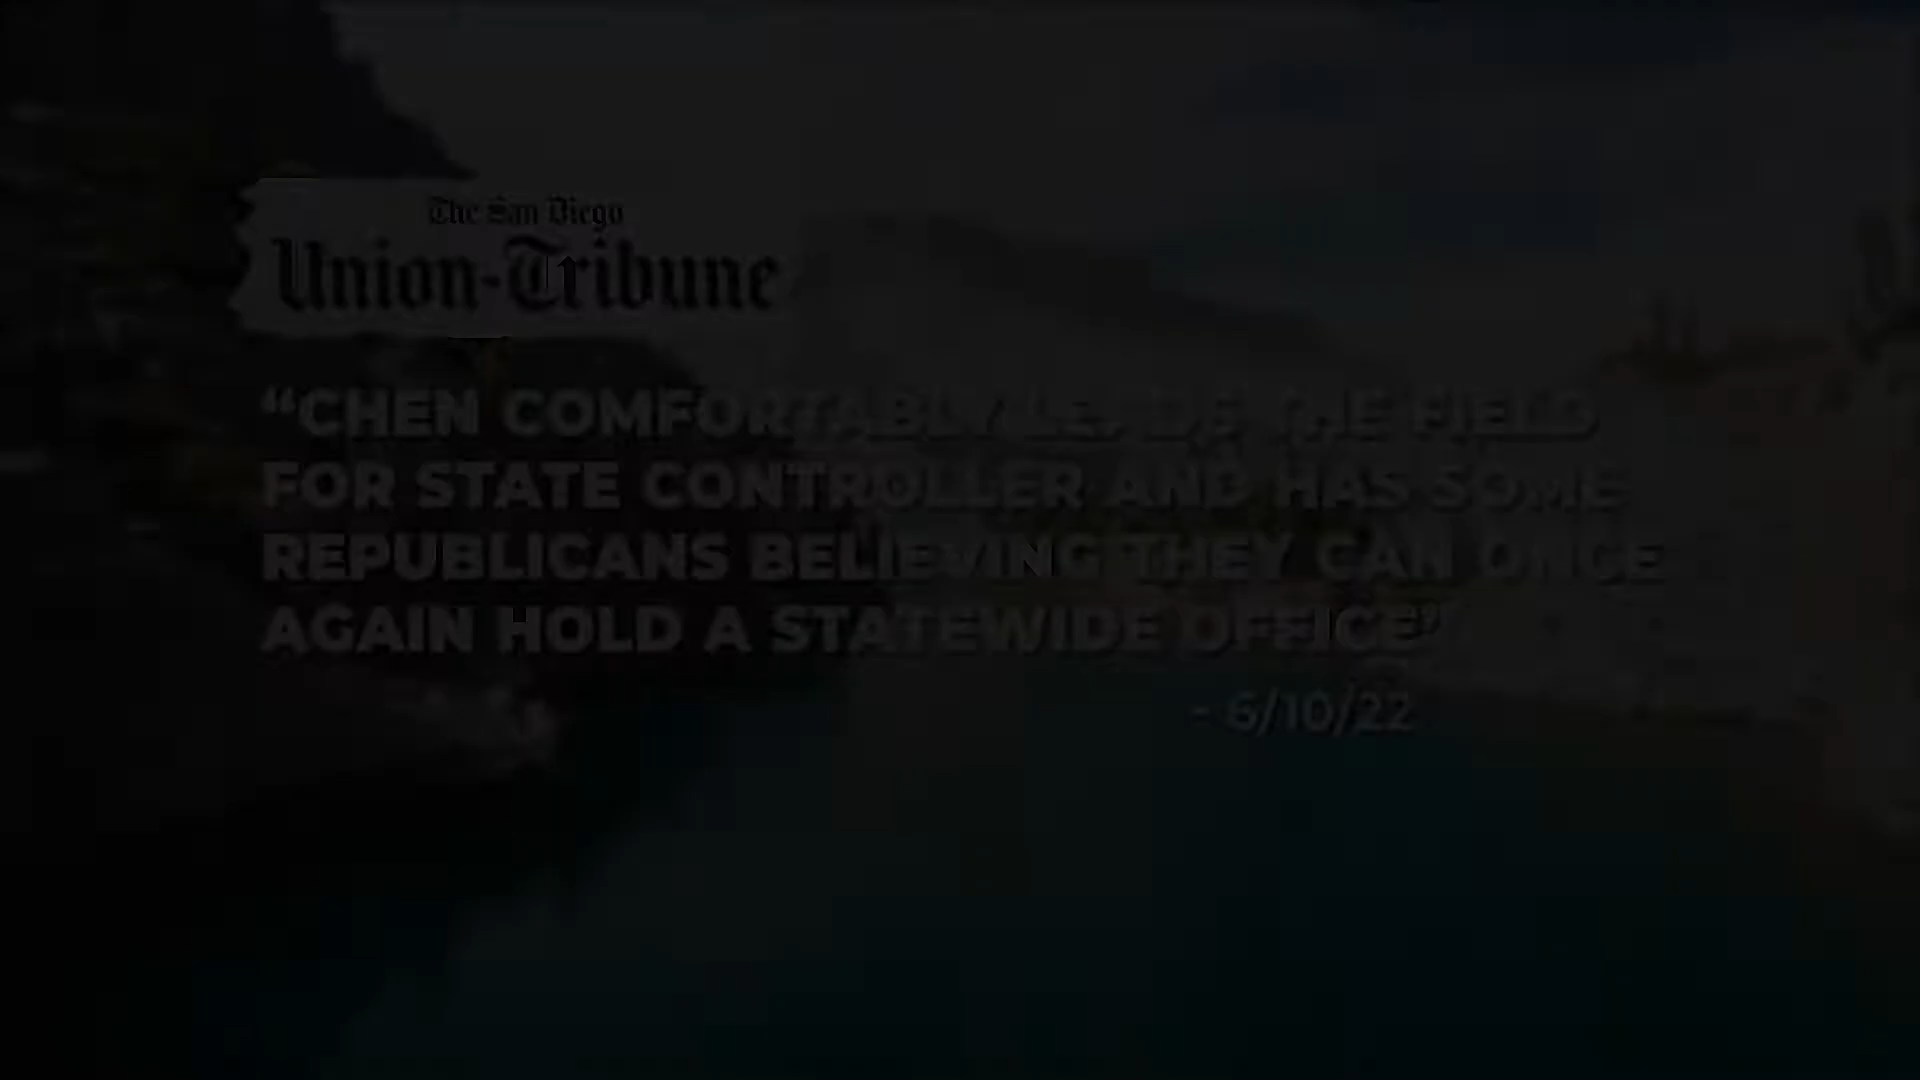 The San Diego
Union-Tribune
“CHEN COMFORTABLY LEADS THE FIELD
FOR STATE CONTROLLER AND HAS SOME
REPUBLICANS BELIEVING THEY CAN ONCE
AGAIN HOLD A STATEWIDE OFFICE”
- 6/10/22